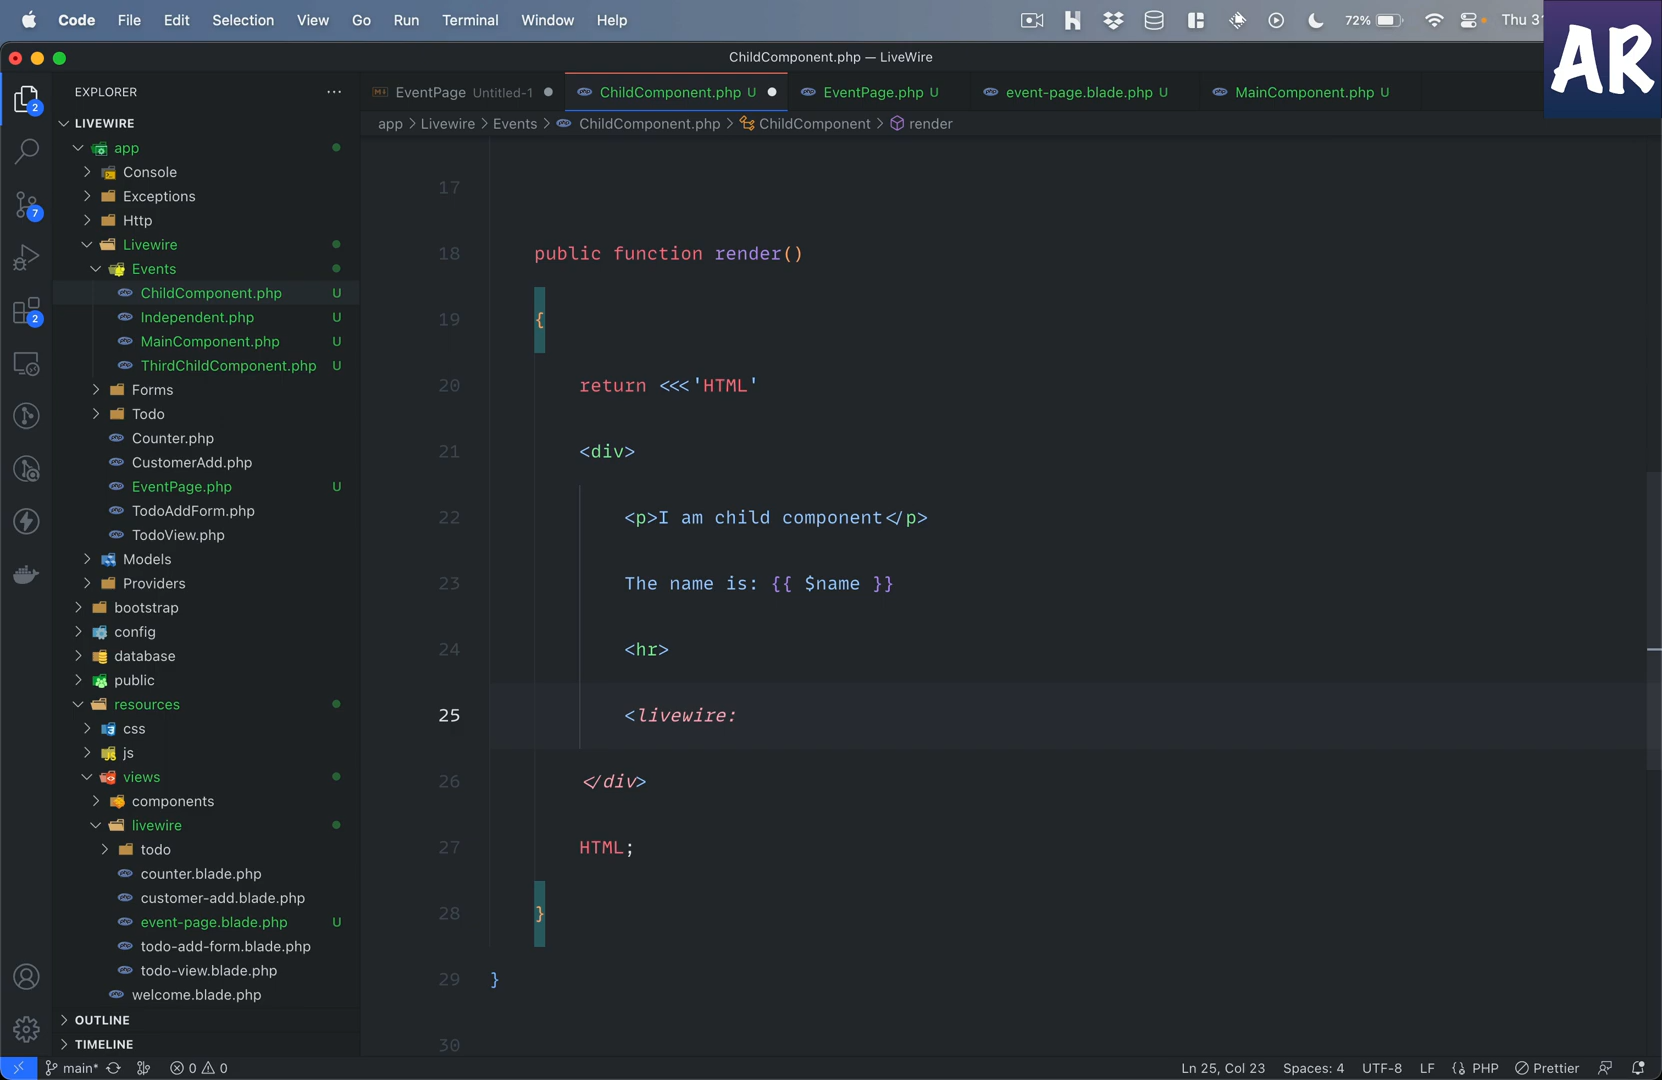 Code File Edit Selection View Go Run Terminal Window Help 72% Thu 3
AR
ChildComponent.php — LiveWire
EXPLORER
EventPage Untitled-1
ChildComponent.php U
EventPage.php U
event-page.blade.php U
MainComponent.php U
app > Livewire > Events > ChildComponent.php > ChildComponent > render
2
7
2
LIVEWIRE
app
Console
Exceptions
Http
Livewire
Events
ChildComponent.php U
Independent.php U
MainComponent.php U
ThirdChildComponent.php U
Forms
Todo
Counter.php
CustomerAdd.php
EventPage.php U
TodoAddForm.php
TodoView.php
Models
Providers
bootstrap
config
database
public
resources
css
js
views
components
livewire
todo
counter.blade.php
customer-add.blade.php
event-page.blade.php U
todo-add-form.blade.php
todo-view.blade.php
welcome.blade.php
OUTLINE
TIMELINE
17
18 public function render()
19 {
20 return <<<'HTML'
21 <div>
22 <p>I am child component</p>
23 The name is: {{ $name }}
24 <hr>
25 <livewire:
26 </div>
27 HTML;
28 }
29 }
30
main* 0 0 Ln 25, Col 23 Spaces: 4 UTF-8 LF PHP Prettier